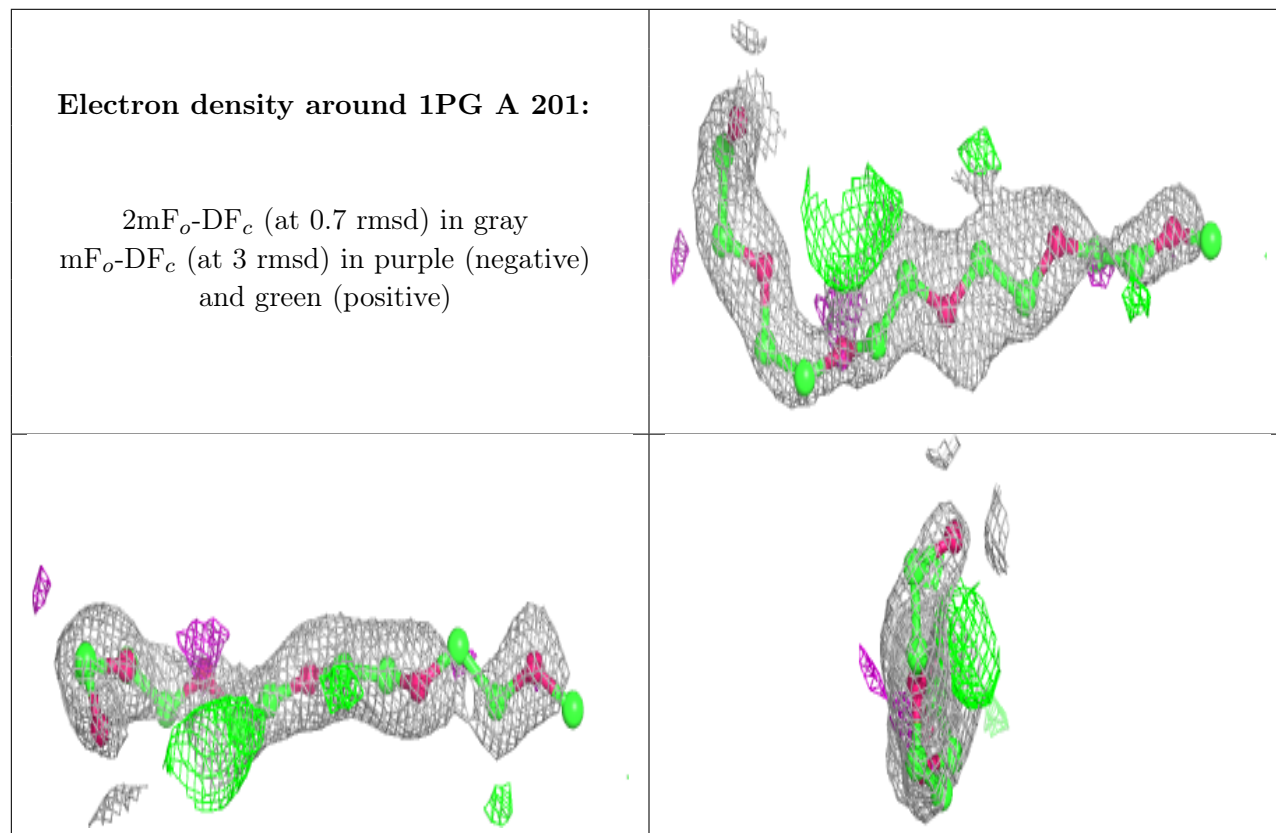 Electron density around 1PG A 201:
2mFo-DFc (at 0.7 rmsd) in gray
mFo-DFc (at 3 rmsd) in purple (negative)
and green (positive)